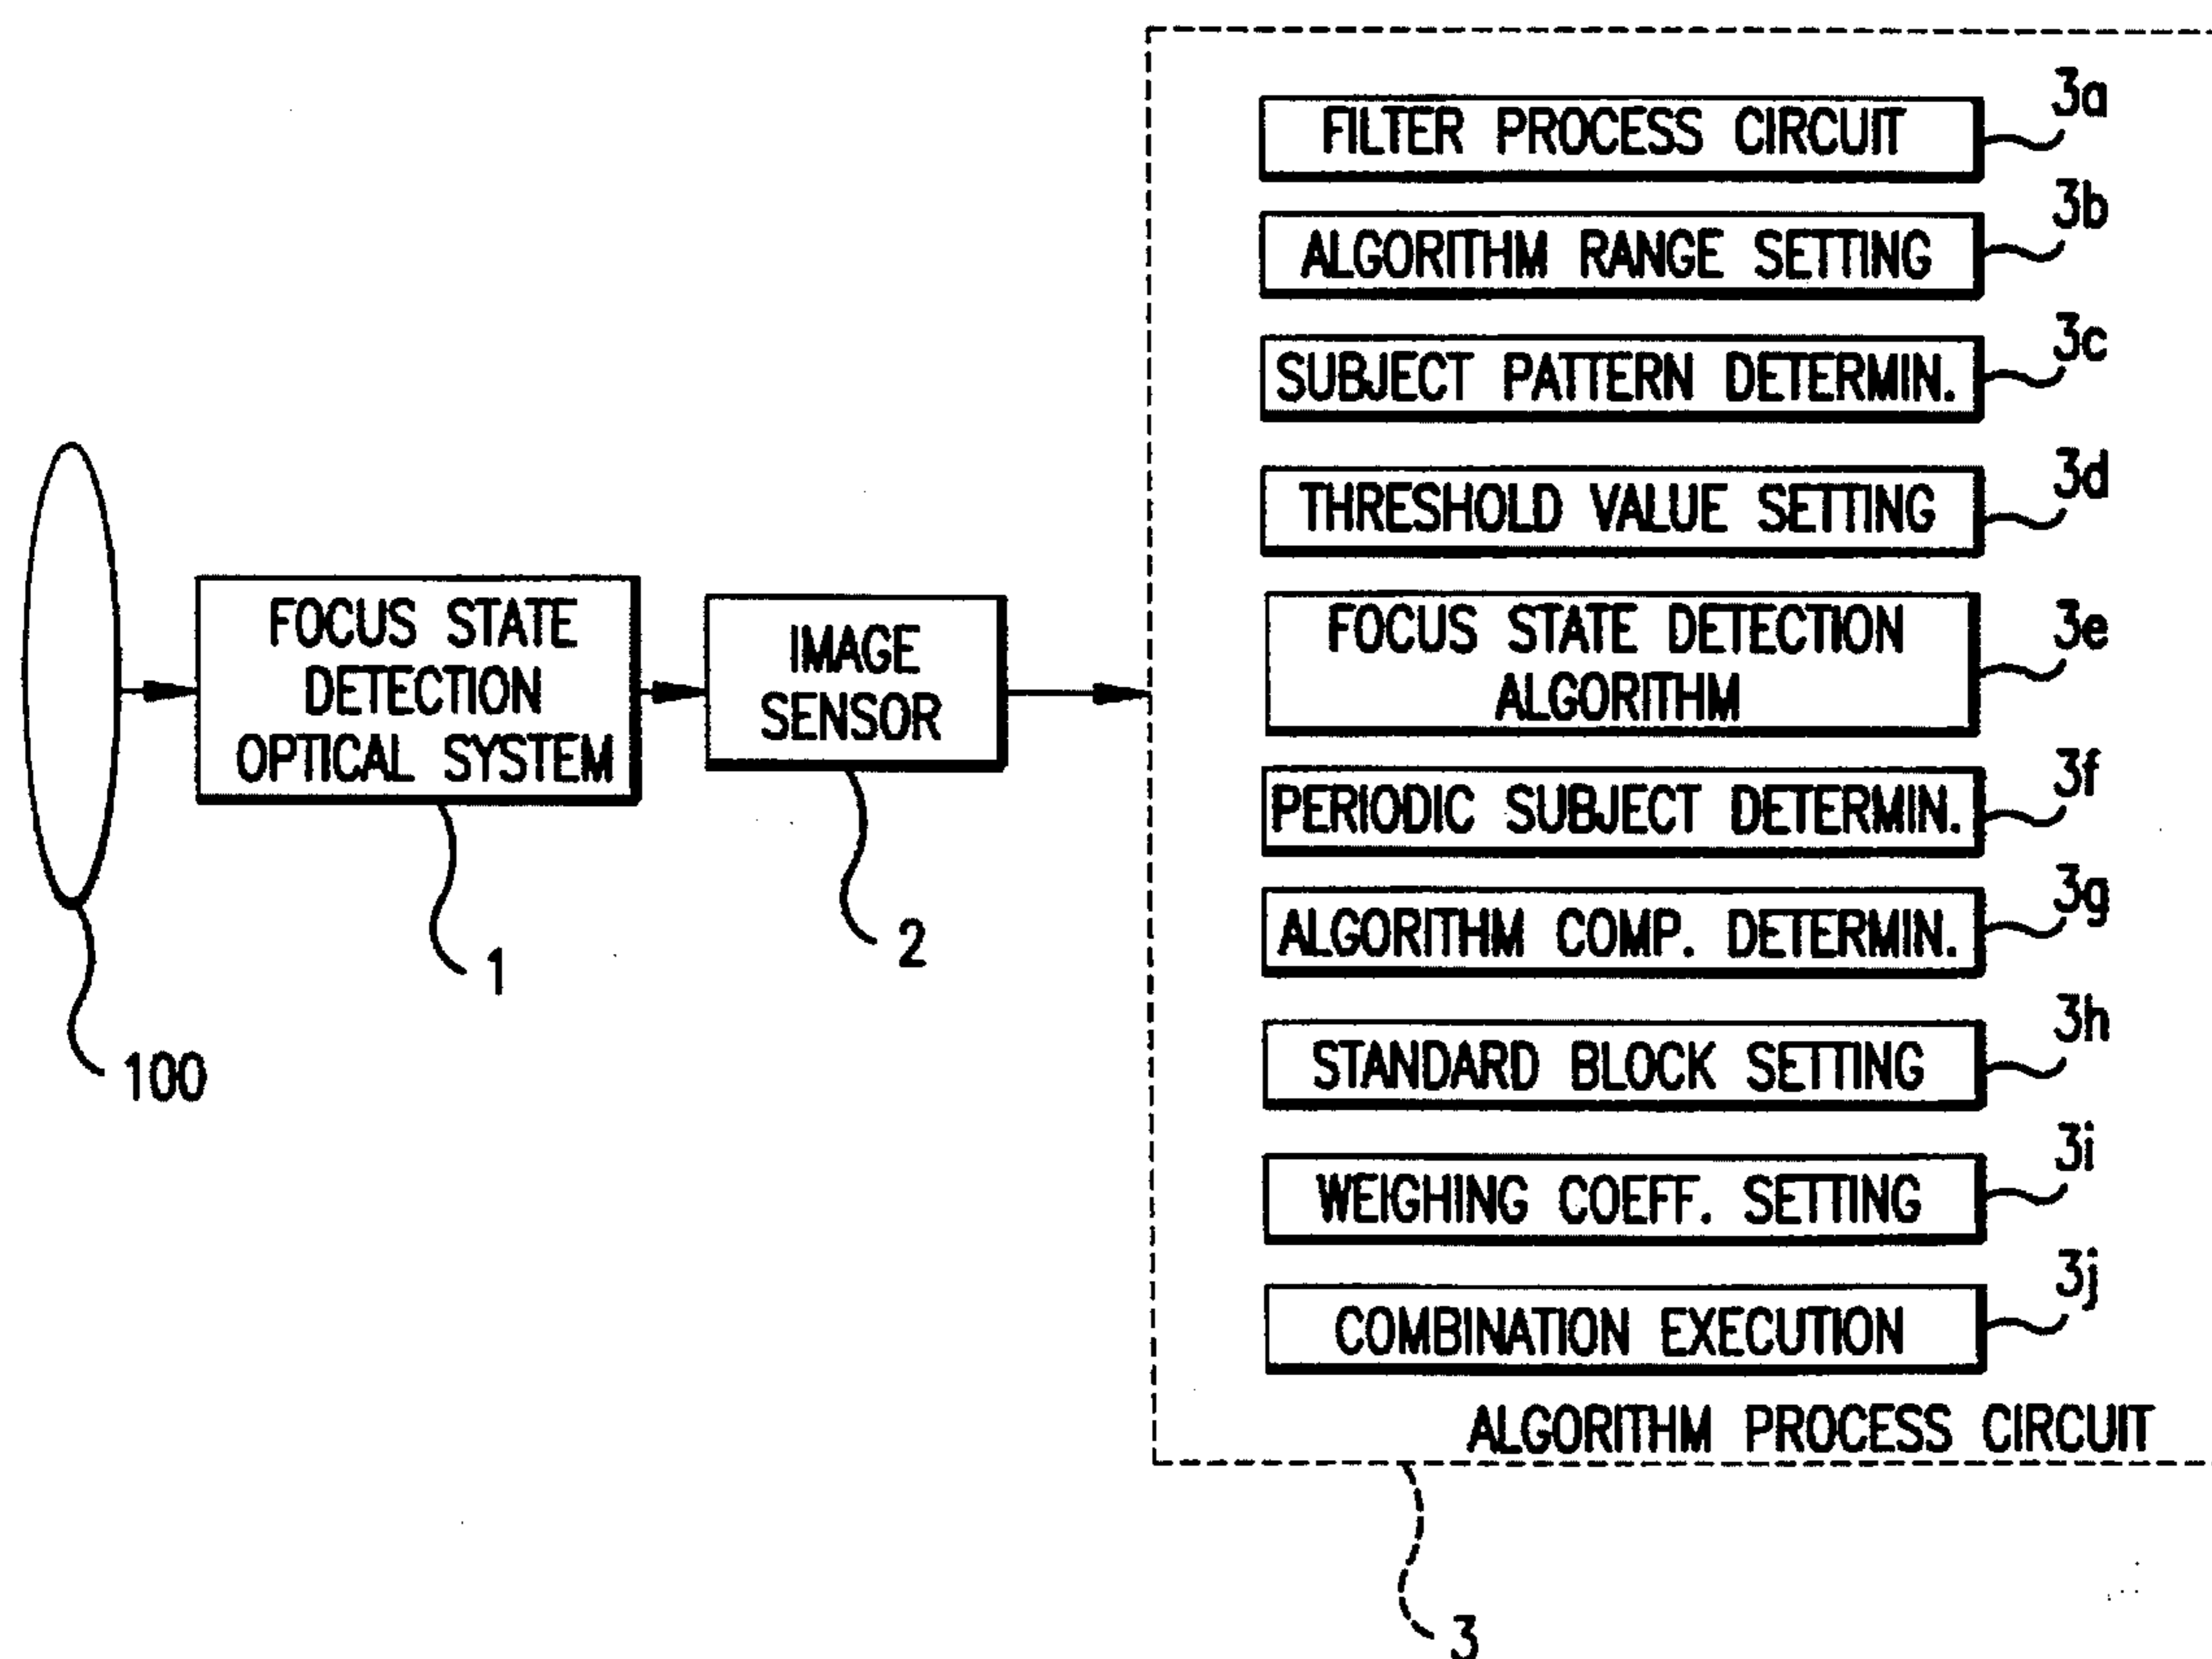 FOCUS STATE
DETECTION
OPTICAL SYSTEM
1
100
IMAGE
SENSOR
2
FILTER PROCESS CIRCUIT
3a
ALGORITHM RANGE SETTING
3b
SUBJECT PATTERN DETERMIN.
3c
THRESHOLD VALUE SETTING
3d
FOCUS STATE DETECTION
ALGORITHM
3e
PERIODIC SUBJECT DETERMIN.
3f
ALGORITHM COMP. DETERMIN.
3g
STANDARD BLOCK SETTING
3h
WEIGHING COEFF. SETTING
3i
COMBINATION EXECUTION
3j
ALGORITHM PROCESS CIRCUIT
3